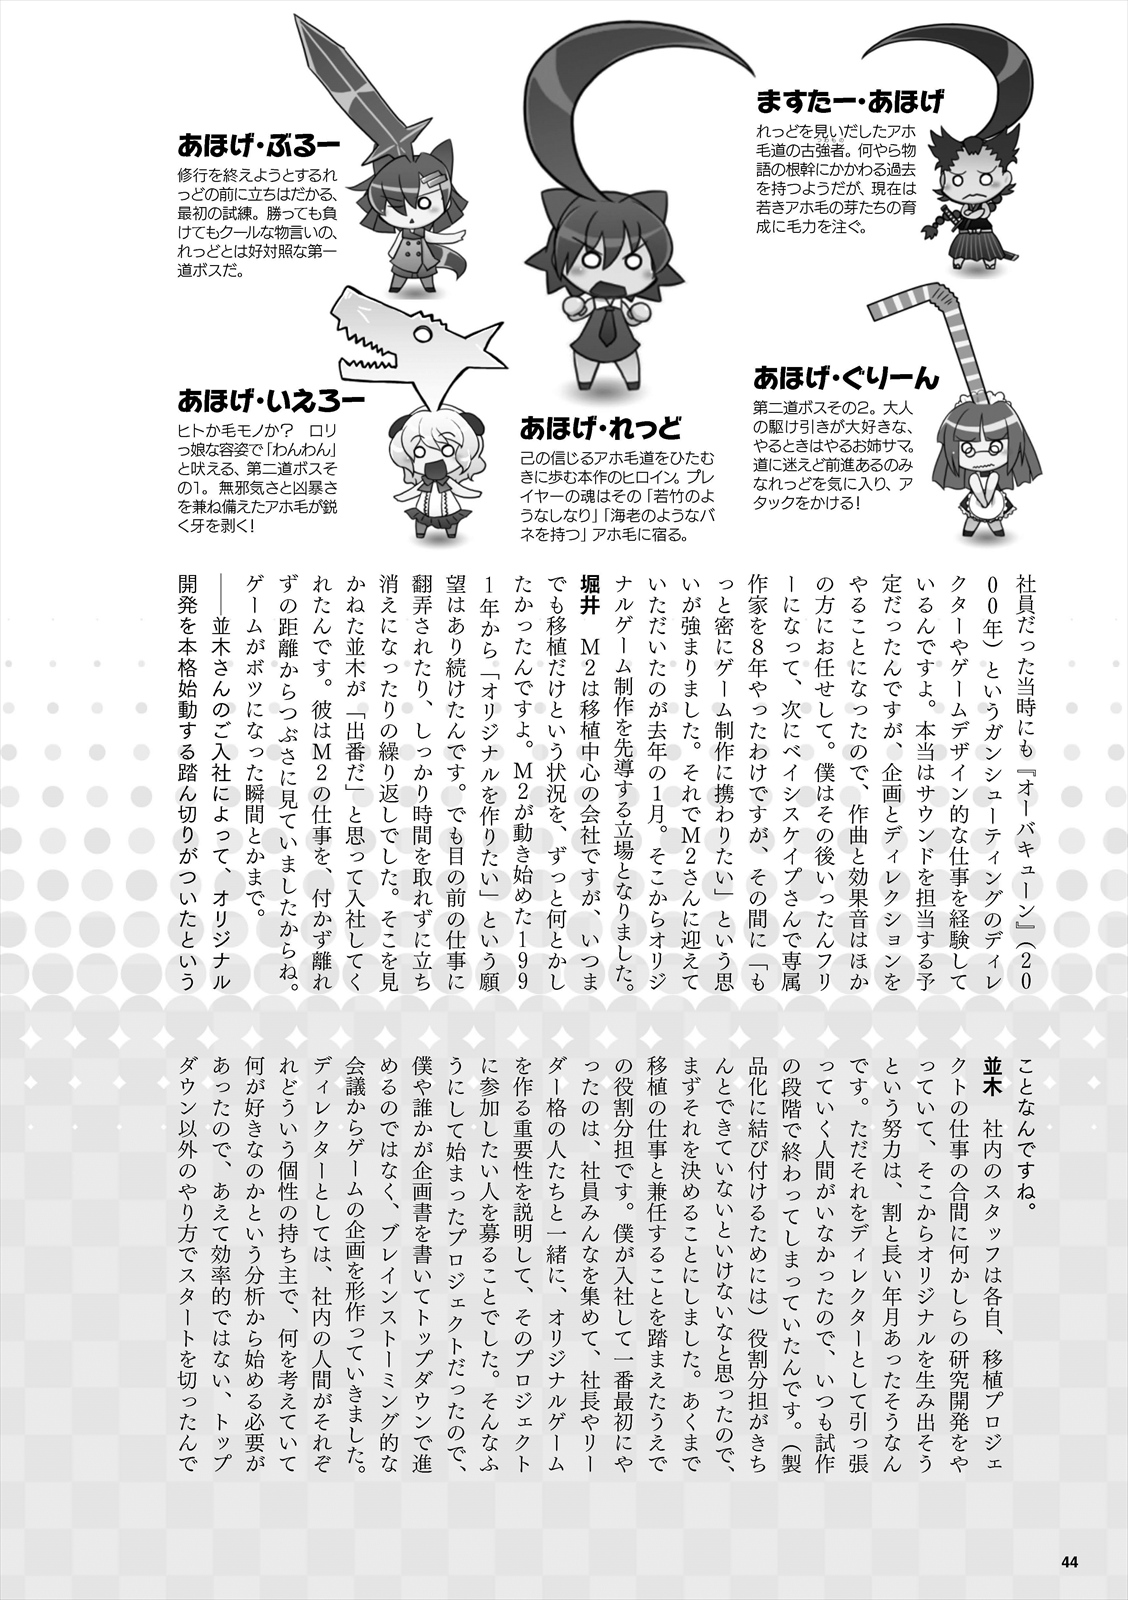 ますたー・あほげ
れっどを見いだしたアホ
毛道の古強者。何やら物
語の根幹にかかわる過去
を持つようだが、現在は
若きアホ毛の芽たちの育
成に毛力を注ぐ。
あほげ・ぶるー
修行を終えようとするれ
っどの前に立ちはだかる、
最初の試練。勝っても負
けてもクールな物言いの、
れっどとは好対照な第一
道ボスだ。
あほげ・ぐりーん
第二道ボスその2。大人
の駆け引きが大好きな、
やるときはやるお姉サマ。
道に迷えど前進あるのみ
なれっどを気に入り、ア
タックをかける!
あほげ・れっど
己の信じるアホ毛道をひたむ
きに歩む本作のヒロイン。プレ
イヤーの魂はその「若竹のよ
うなしなり」「海老のようなバ
ネを持つ」アホ毛に宿る。
あほげ・いえろー
ヒトか毛モノか? ロリ
っ娘な容姿で「わんわん」
と吠える、第二道ボスそ
の1。無邪気さと凶暴さ
を兼ね備えたアホ毛が鋭
く牙を剥く!
社員だった当時にも『オーバキューン』(20
00年)というガンシューティングのディレ
クターやゲームデザイン的な仕事を経験して
いるんですよ。本当はサウンドを担当する予
定だったんですが、企画とディレクションを
やることになったので、作曲と効果音はほか
の方にお任せして。僕はその後いったんフリ
ーになって、次にベイシスケイプさんで専属
作家を8年やったわけですが、その間に「も
っと密にゲーム制作に携わりたい」という思
いが強まりました。それでM2さんに迎えて
いただいたのが去年の1月。そこからオリジ
ナルゲーム制作を先導する立場となりました。
堀井 M2は移植中心の会社ですが、いつま
でも移植だけという状況を、ずっと何とかし
たかったんですよ。M2が動き始めた199
1年から「オリジナルを作りたい」という願
望はあり続けたんです。でも目の前の仕事に
翻弄されたり、しっかり時間を取れずに立ち
消えになったりの繰り返しでした。そこを見
かねた並木が「出番だ」と思って入社してく
れたんです。彼はM2の仕事を、付かず離れ
ずの距離からつぶさに見ていましたからね。
ゲームがボツになった瞬間とかまで。
――並木さんのご入社によって、オリジナル
開発を本格始動する踏ん切りがついたという
ことなんですね。
並木 社内のスタッフは各自、移植プロジェ
クトの仕事の合間に何かしらの研究開発をや
っていて、そこからオリジナルを生み出そう
という努力は、割と長い年月あったそうなん
です。ただそれをディレクターとして引っ張
っていく人間がいなかったので、いつも試作
の段階で終わってしまっていたんです。(製
品化に結び付けるためには)役割分担がきち
んとできていないといけないなと思ったので、
まずそれを決めることにしました。あくまで
移植の仕事と兼任することを踏まえたうえで
の役割分担です。僕が入社して一番最初にや
ったのは、社員みんなを集めて、社長やリー
ダー格の人たちと一緒に、オリジナルゲーム
を作る重要性を説明して、そのプロジェクト
に参加したい人を募ることでした。そんなふ
うにして始まったプロジェクトだったので、
僕や誰かが企画書を書いてトップダウンで進
めるのではなく、ブレインストーミング的な
会議からゲームの企画を形作っていきました。
ディレクターとしては、社内の人間がそれぞ
れどういう個性の持ち主で、何を考えていて
何が好きなのかという分析から始める必要が
あったので、あえて効率的ではない、トップ
ダウン以外のやり方でスタートを切ったんで
44